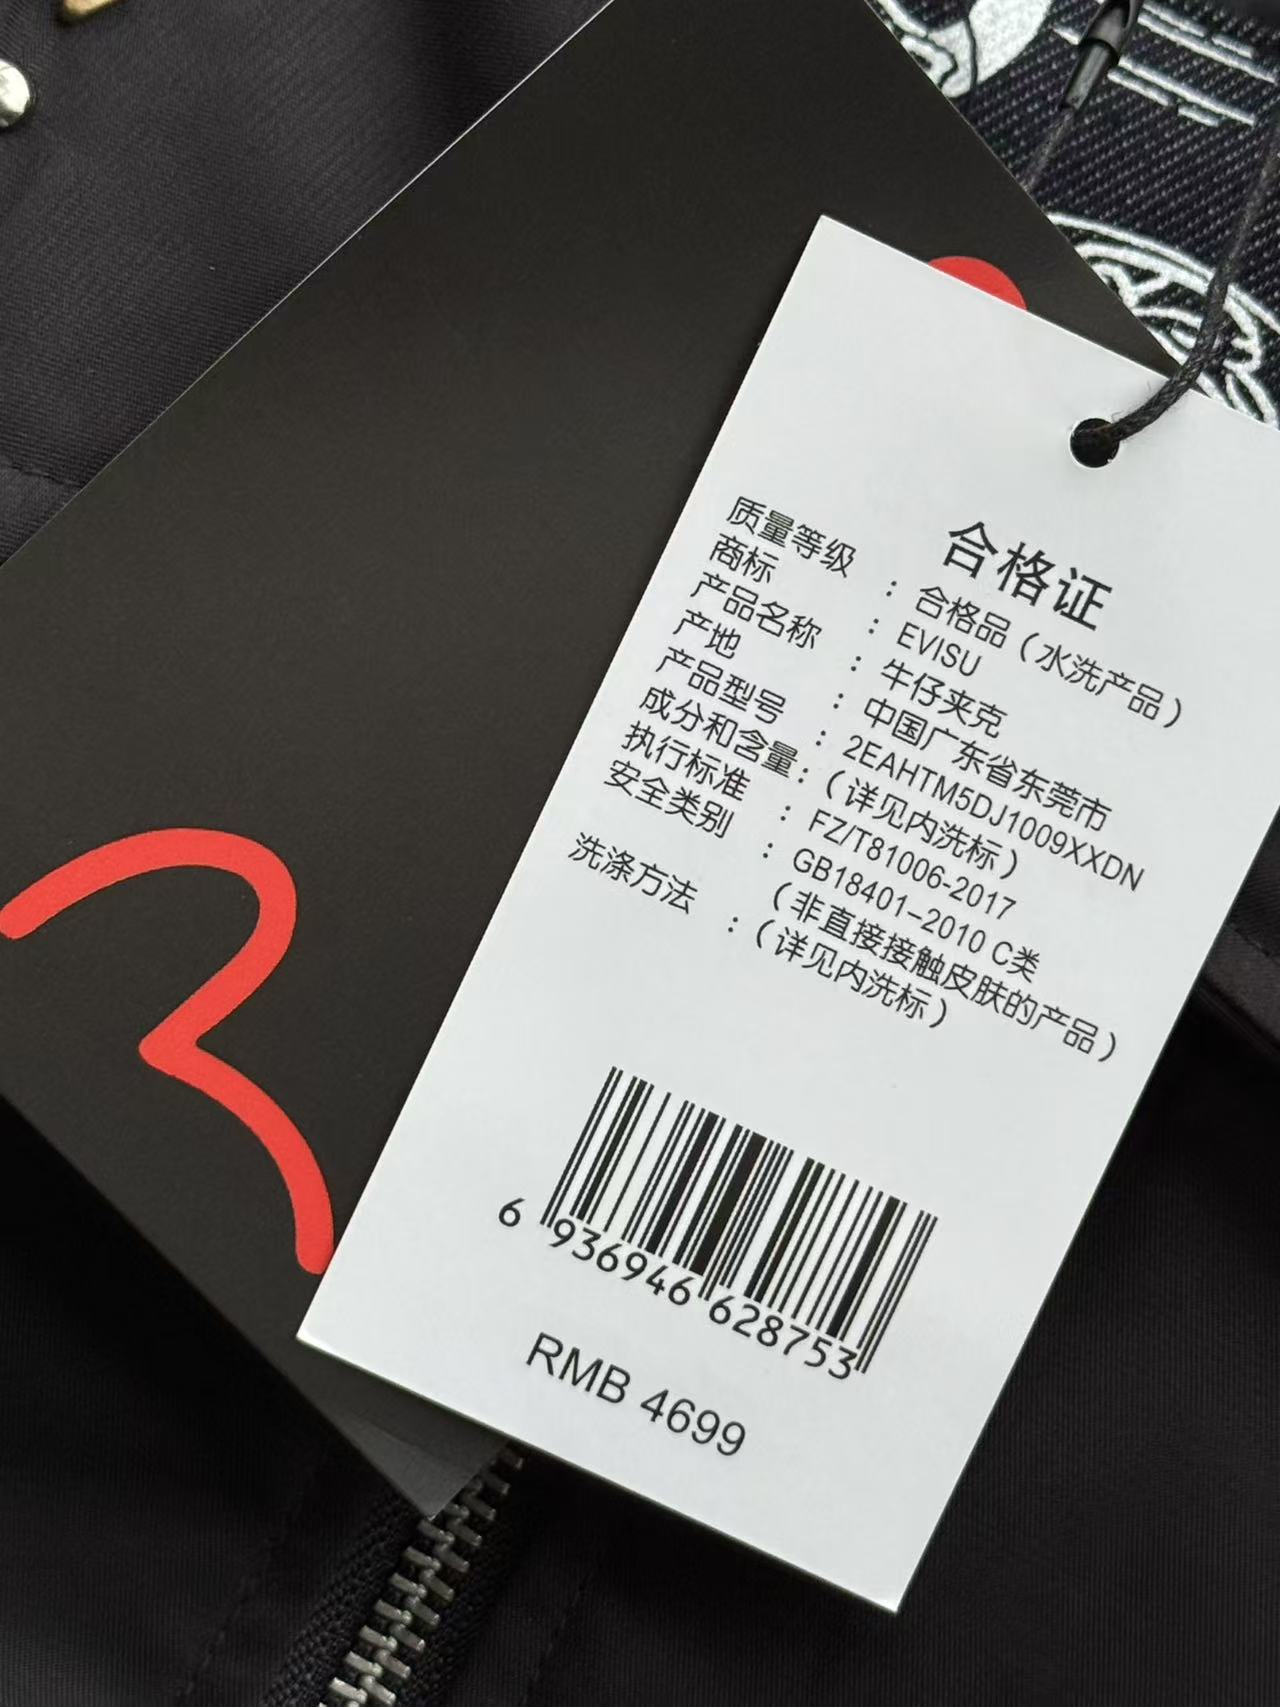 合格证
质量等级 : 合格品（水洗产品）
商标 : EVISU
产品名称 : 牛仔夹克
产地 : 中国广东省东莞市
产品型号 : 2EAHTM5DJ1009XXDN
成分和含量:（详见内洗标）
执行标准 : FZ/T81006-2017
安全类别 : GB18401-2010 C类
（非直接接触皮肤的产品）
洗涤方法 :（详见内洗标）
6 936946 628753
RMB 4699